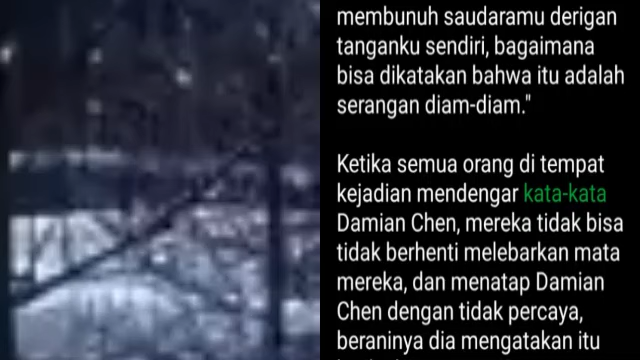 membunuh saudaramu derigan
tanganku sendiri, bagaimana
bisa dikatakan bahwa itu adalah
serangan diam-diam."
Ketika semua orang di tempat
kejadian mendengar kata-kata
Damian Chen, mereka tidak bisa
tidak berhenti melebarkan mata
mereka, dan menatap Damian
Chen dengan tidak percaya,
beraninya dia mengatakan itu